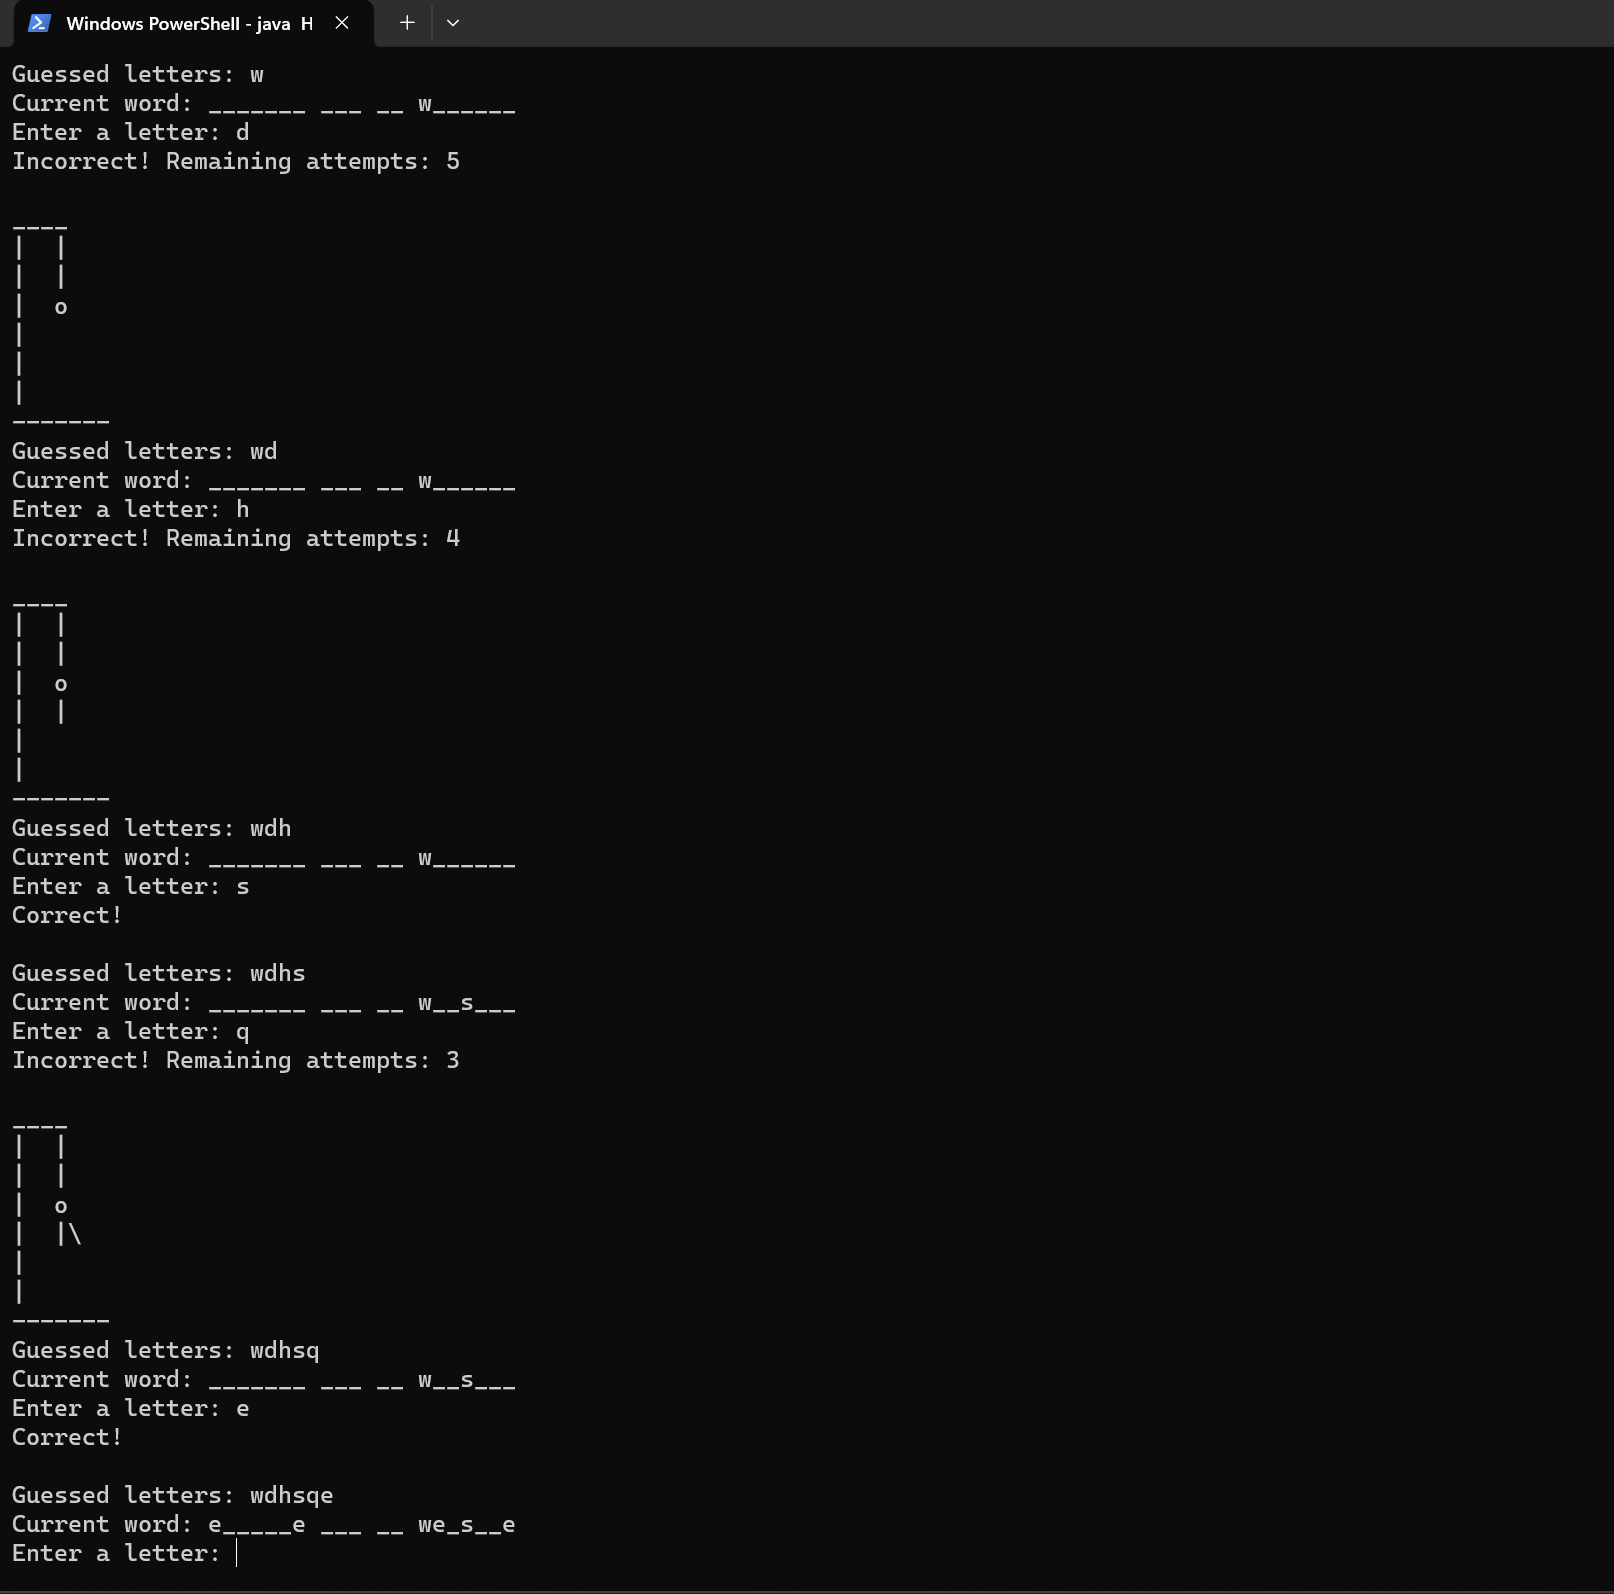 Windows PowerShell - java  H
Guessed letters: w
Current word: _______ ___ __ w______
Enter a letter: d
Incorrect! Remaining attempts: 5
____
|  |
|  |
|  o
|
|
|
_______
Guessed letters: wd
Current word: _______ ___ __ w______
Enter a letter: h
Incorrect! Remaining attempts: 4
____
|  |
|  |
|  o
|  |
|
|
_______
Guessed letters: wdh
Current word: _______ ___ __ w______
Enter a letter: s
Correct!
Guessed letters: wdhs
Current word: _______ ___ __ w__s___
Enter a letter: q
Incorrect! Remaining attempts: 3
____
|  |
|  |
|  o
|  |\
|
|
_______
Guessed letters: wdhsq
Current word: _______ ___ __ w__s___
Enter a letter: e
Correct!
Guessed letters: wdhsqe
Current word: e_____e ___ __ we_s__e
Enter a letter: